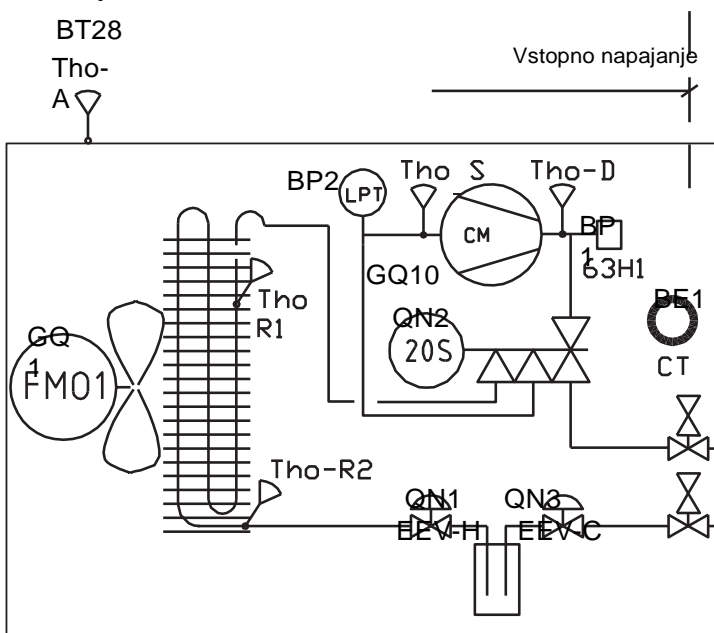 BT28
Tho-
A
Vstopno napajanje
BP2
LPT
Tho S
Tho-D
CM
BP
1
63H1
GQ10
Tho
R1
QN2
20S
BE1
CT
GQ
1
FM01
Tho-R2
QN1
EEV-H
QN3
EEV-C